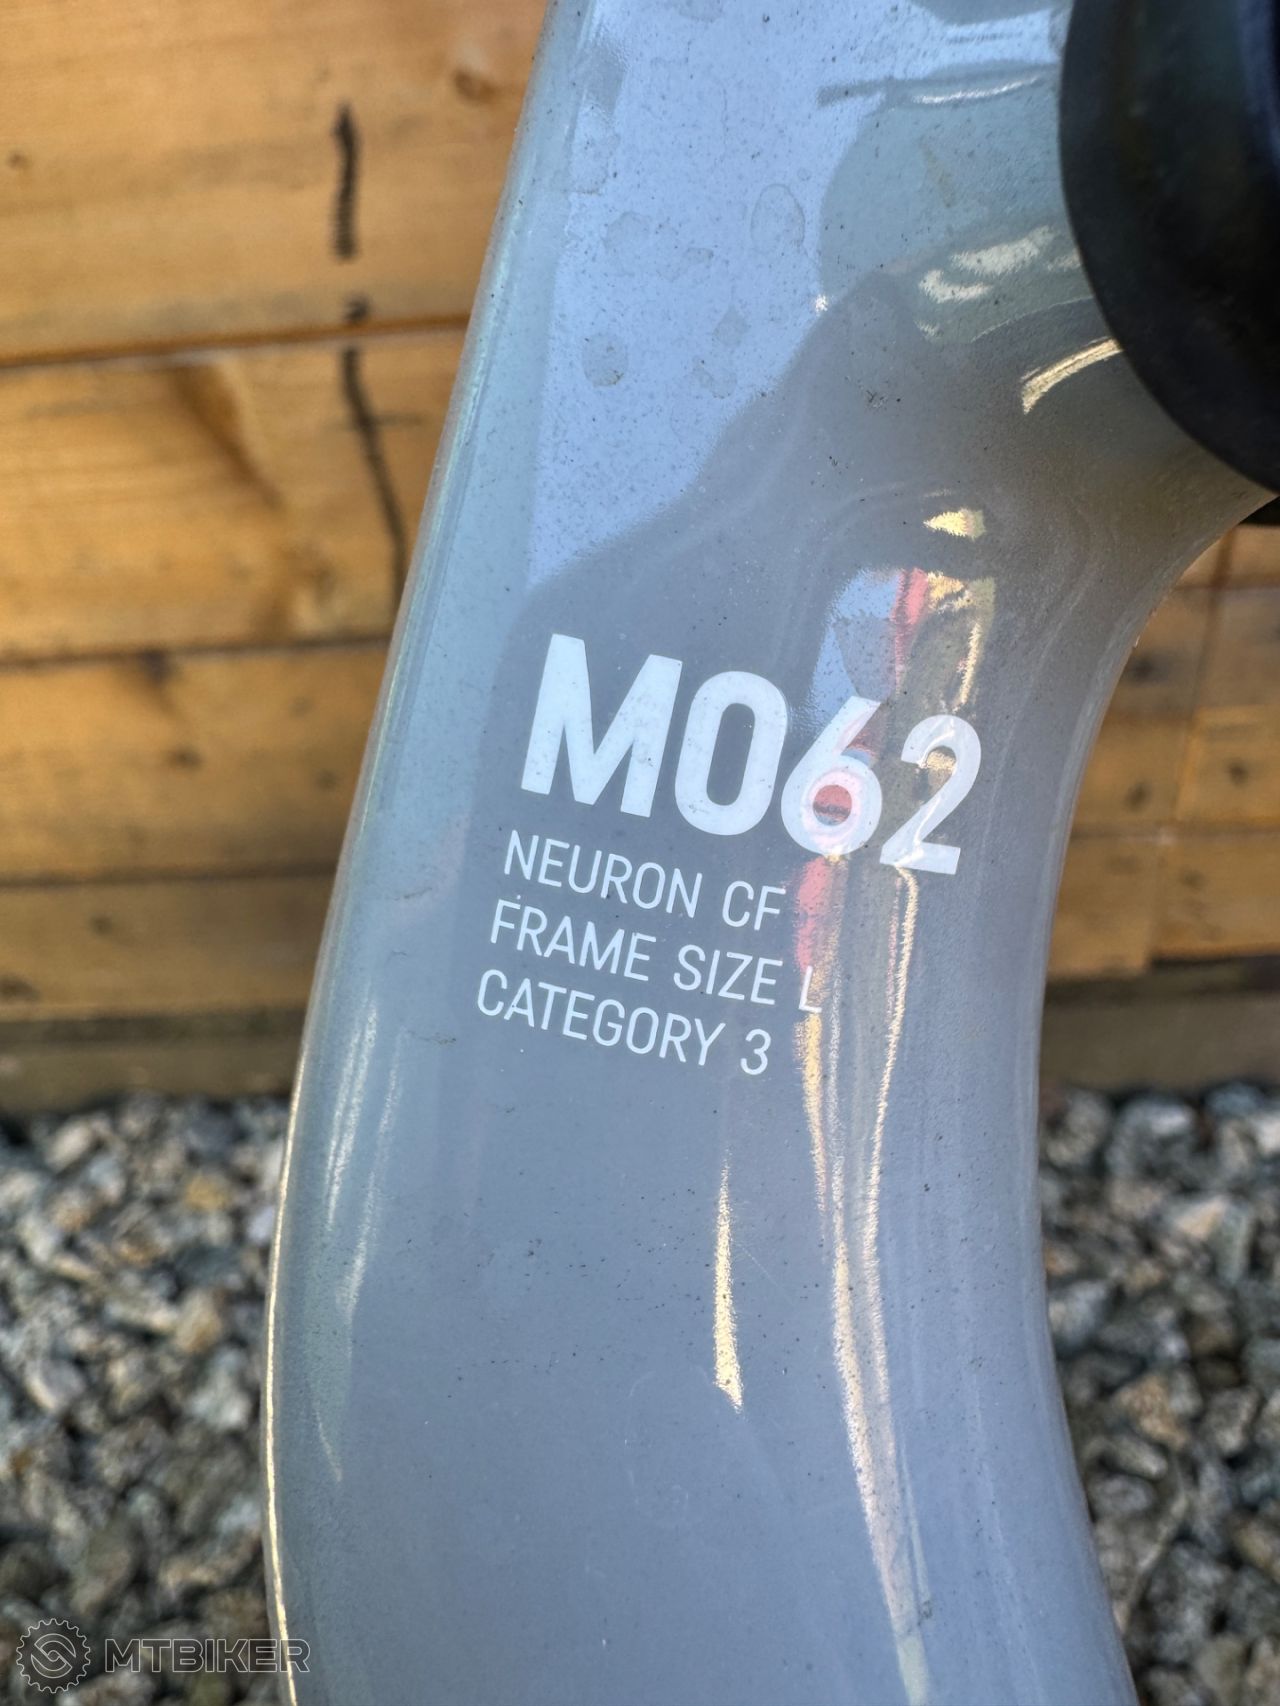 M062
NEURON CF
FRAME SIZE L
CATEGORY 3
MTBIKER